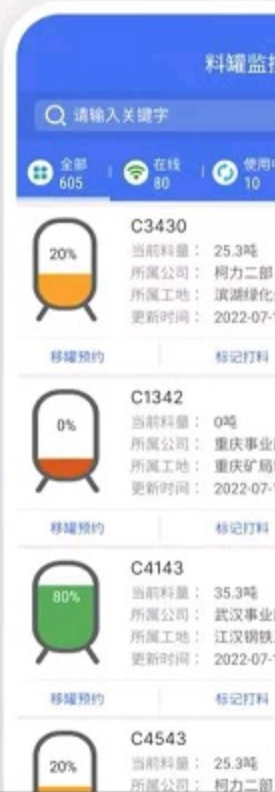 料罐监
请输入关键字
全部 在线 使用
605 80 10
C3430
20%
当前料量： 25.3吨
所属公司： 柯力二部
所属工地： 滨湖绿化
更新时间： 2022-07-
移罐预约 标记打料
C1342
0%
当前料量： 0吨
所属公司： 重庆事业
所属工地： 重庆矿局
更新时间： 2022-07-
移罐预约 标记打料
C4143
80%
当前料量： 35.3吨
所属公司： 武汉事业
所属工地： 江汉钢铁
更新时间： 2022-07-
移罐预约 标记打料
C4543
20%
当前料量： 25.3吨
所属公司： 柯力二部